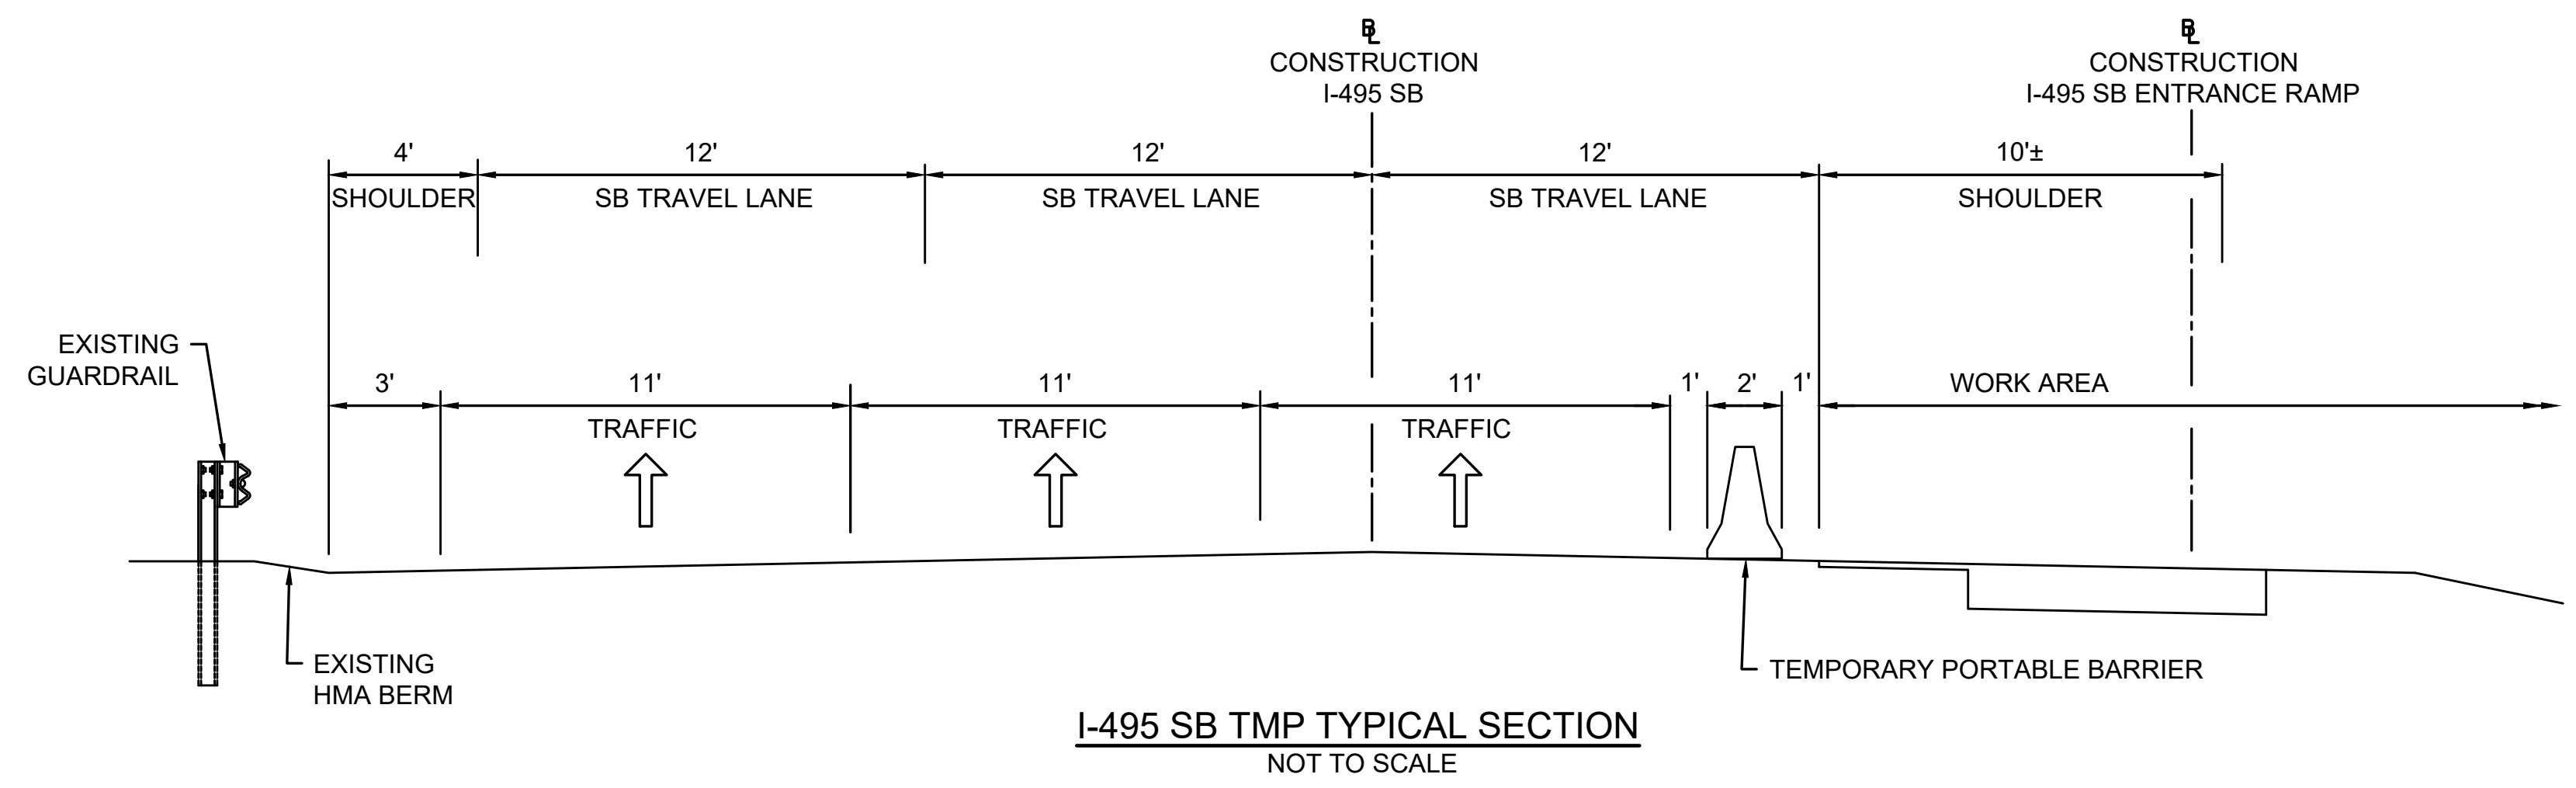 ℄
CONSTRUCTION
I-495 SB
℄
CONSTRUCTION
I-495 SB ENTRANCE RAMP
4'
12'
12'
12'
10'±
SHOULDER
SB TRAVEL LANE
SB TRAVEL LANE
SB TRAVEL LANE
SHOULDER
EXISTING
GUARDRAIL
3'
11'
11'
11'
1'
2'
1'
WORK AREA
TRAFFIC
TRAFFIC
TRAFFIC
EXISTING
HMA BERM
TEMPORARY PORTABLE BARRIER
I-495 SB TMP TYPICAL SECTION
NOT TO SCALE